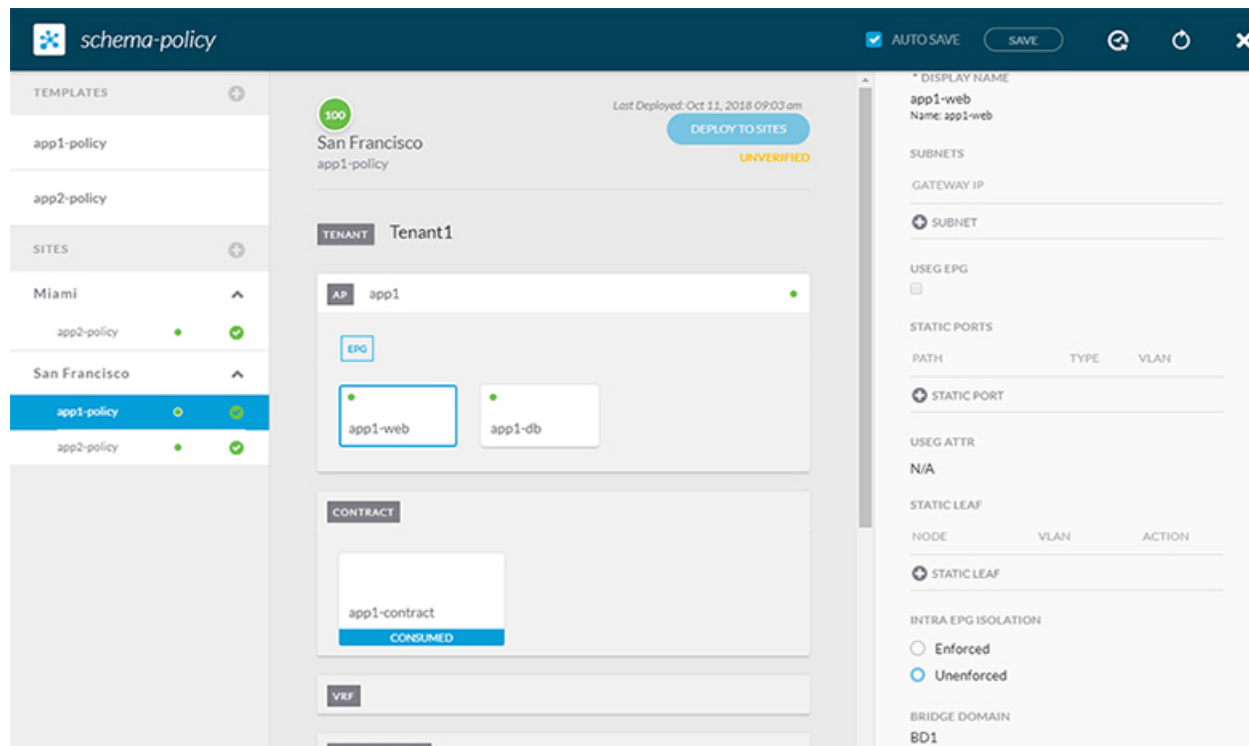 schema-policy
AUTO SAVE
SAVE
TEMPLATES
app1-policy
app2-policy
SITES
Miami
app2-policy
San Francisco
app1-policy
app2-policy
100
San Francisco
app1-policy
Last Deployed: Oct 11, 2018 09:03 am
DEPLOY TO SITES
UNVERIFIED
TENANT Tenant1
AP app1
EPG
app1-web app1-db
CONTRACT
app1-contract
CONSUMED
VRF
* DISPLAY NAME
app1-web
Name: app1-web
SUBNETS
GATEWAY IP
SUBNET
USEG EPG
STATIC PORTS
PATH TYPE VLAN
STATIC PORT
USEG ATTR
N/A
STATIC LEAF
NODE VLAN ACTION
STATIC LEAF
INTRA EPG ISOLATION
Enforced
Unenforced
BRIDGE DOMAIN
BD1